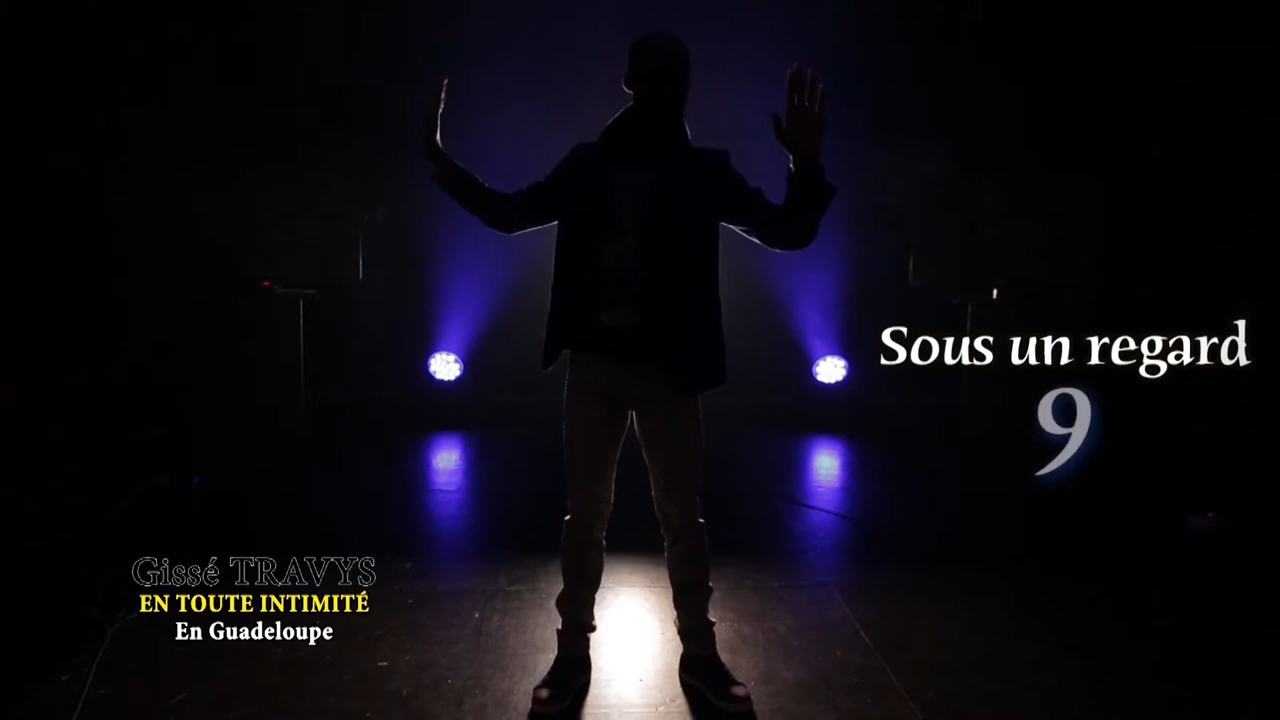 Sous un regard
9
Gissé TRAVYS
EN TOUTE INTIMITÉ
En Guadeloupe